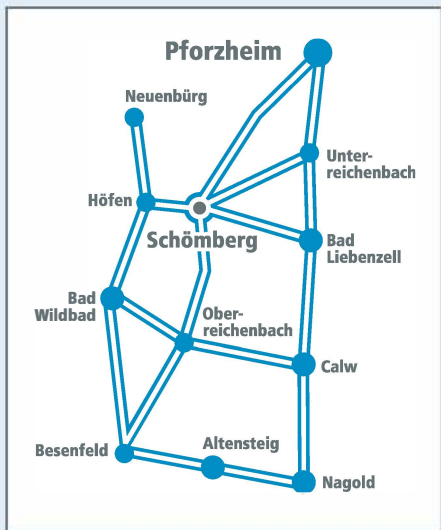 Pforzheim
Neuenbürg
Unter-
reichenbach
Höfen
Schömberg
Bad
Liebenzell
Bad
Wildbad
Ober-
reichenbach
Calw
Besenfeld
Altensteig
Nagold